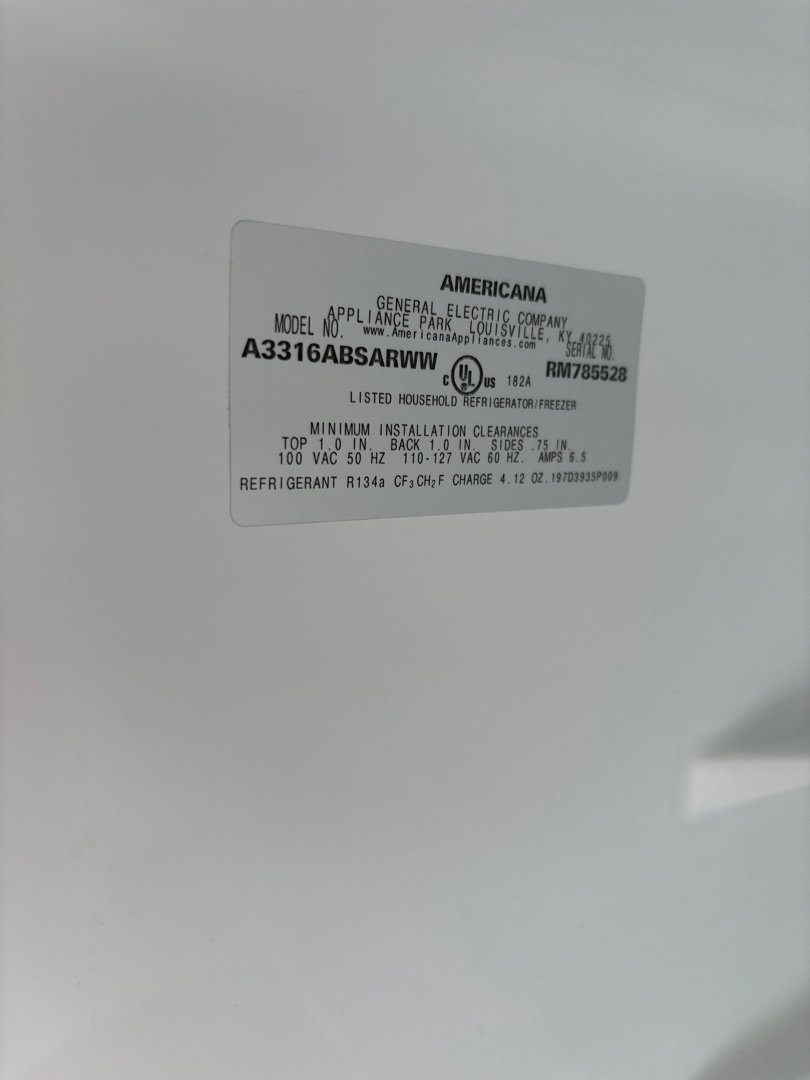 AMERICANA
GENERAL ELECTRIC COMPANY
APPLIANCE PARK LOUISVILLE, KY 40225
MODEL NO. www.AmericanaAppliances.com SERIAL NO.
A3316ABSARWW C UL ® US 182A RM785528
LISTED HOUSEHOLD REFRIGERATOR/FREEZER
MINIMUM INSTALLATION CLEARANCES
TOP 1.0 IN. BACK 1.0 IN. SIDES .75 IN.
100 VAC 50 HZ 110-127 VAC 60 HZ. AMPS 6.5
REFRIGERANT R134a CF₃CH₂F CHARGE 4.12 OZ. 197D3935P009